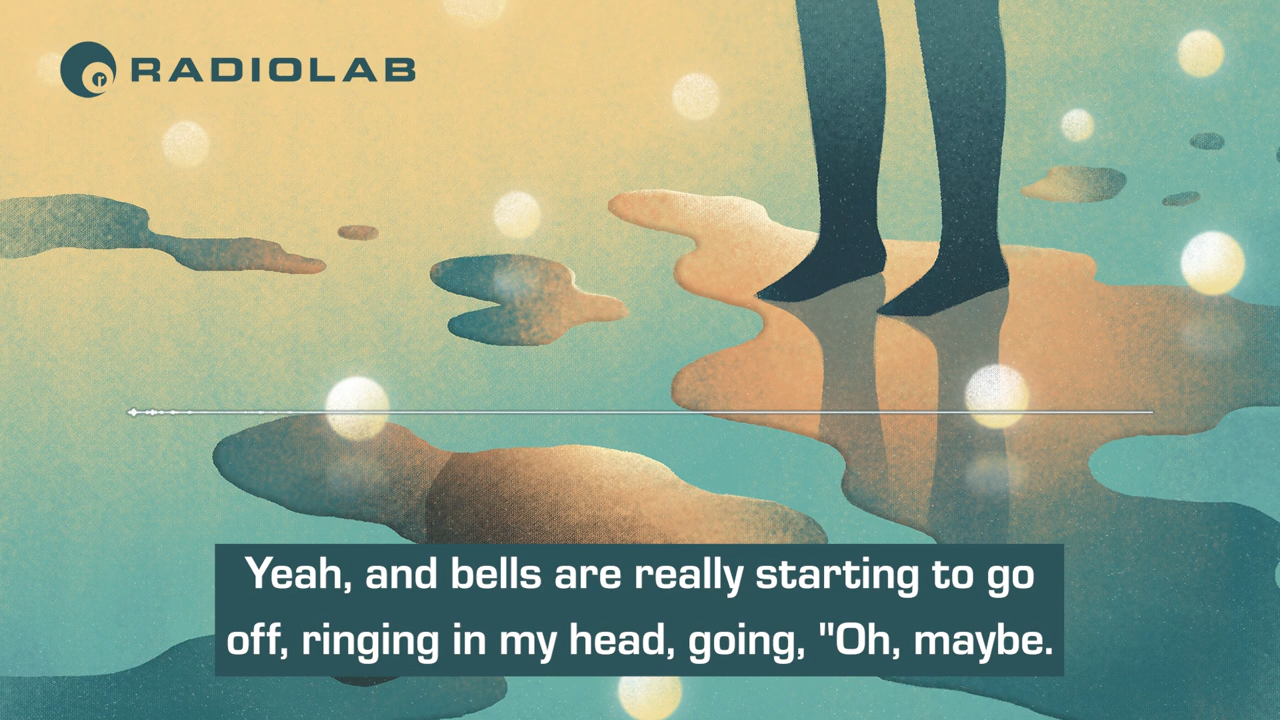 RADIOLAB
Yeah, and bells are really starting to go
off, ringing in my head, going, "Oh, maybe.